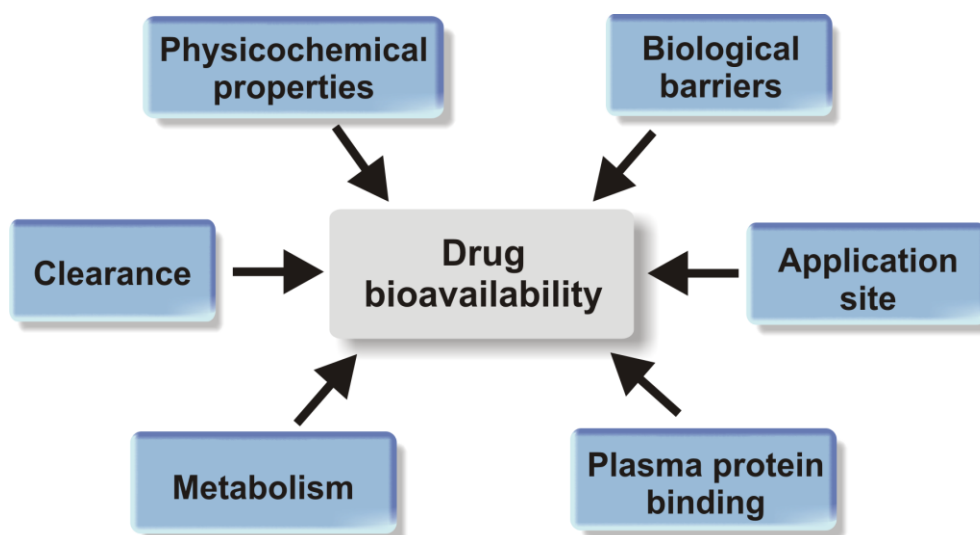 Physicochemical
properties
Biological
barriers
Clearance
Drug
bioavailability
Application
site
Metabolism
Plasma protein
binding